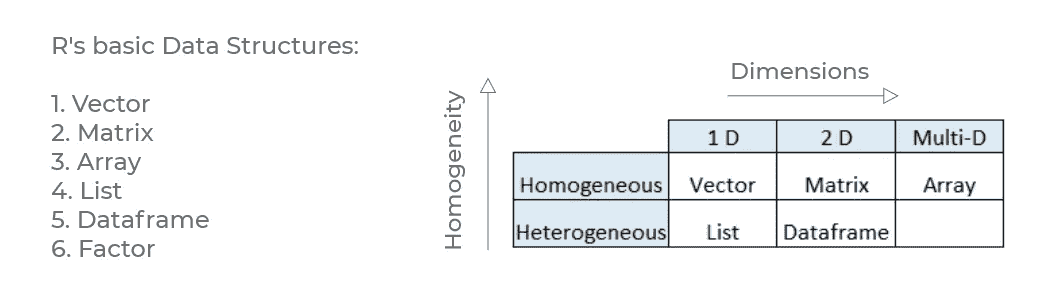 R's basic Data Structures:
1. Vector
2. Matrix
3. Array
4. List
5. Dataframe
6. Factor
Homogeneity
Dimensions
1 D 2 D Multi-D
Homogeneous Vector Matrix Array
Heterogeneous List Dataframe